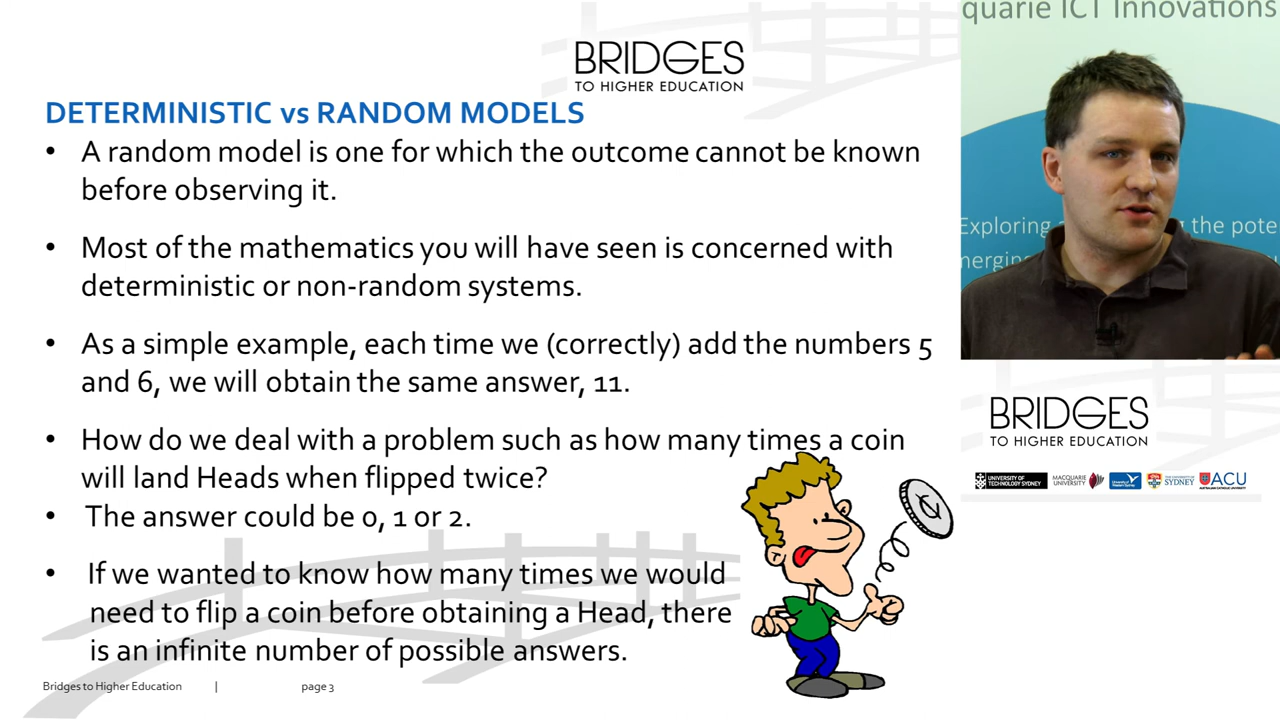 BRIDGES
TO HIGHER EDUCATION
DETERMINISTIC vs RANDOM MODELS
• A random model is one for which the outcome cannot be known
before observing it.
• Most of the mathematics you will have seen is concerned with
deterministic or non-random systems.
• As a simple example, each time we (correctly) add the numbers 5
and 6, we will obtain the same answer, 11.
• How do we deal with a problem such as how many times a coin
will land Heads when flipped twice?
• The answer could be 0, 1 or 2.
• If we wanted to know how many times we would
need to flip a coin before obtaining a Head, there
is an infinite number of possible answers.
Bridges to Higher Education | page 3
quarie ICT Innovations
Exploring
the pote
merging
BRIDGES
TO HIGHER EDUCATION
UNIVERSITY OF
TECHNOLOGY SYDNEY
MACQUARIE
UNIVERSITY
SYDNEY
ACU